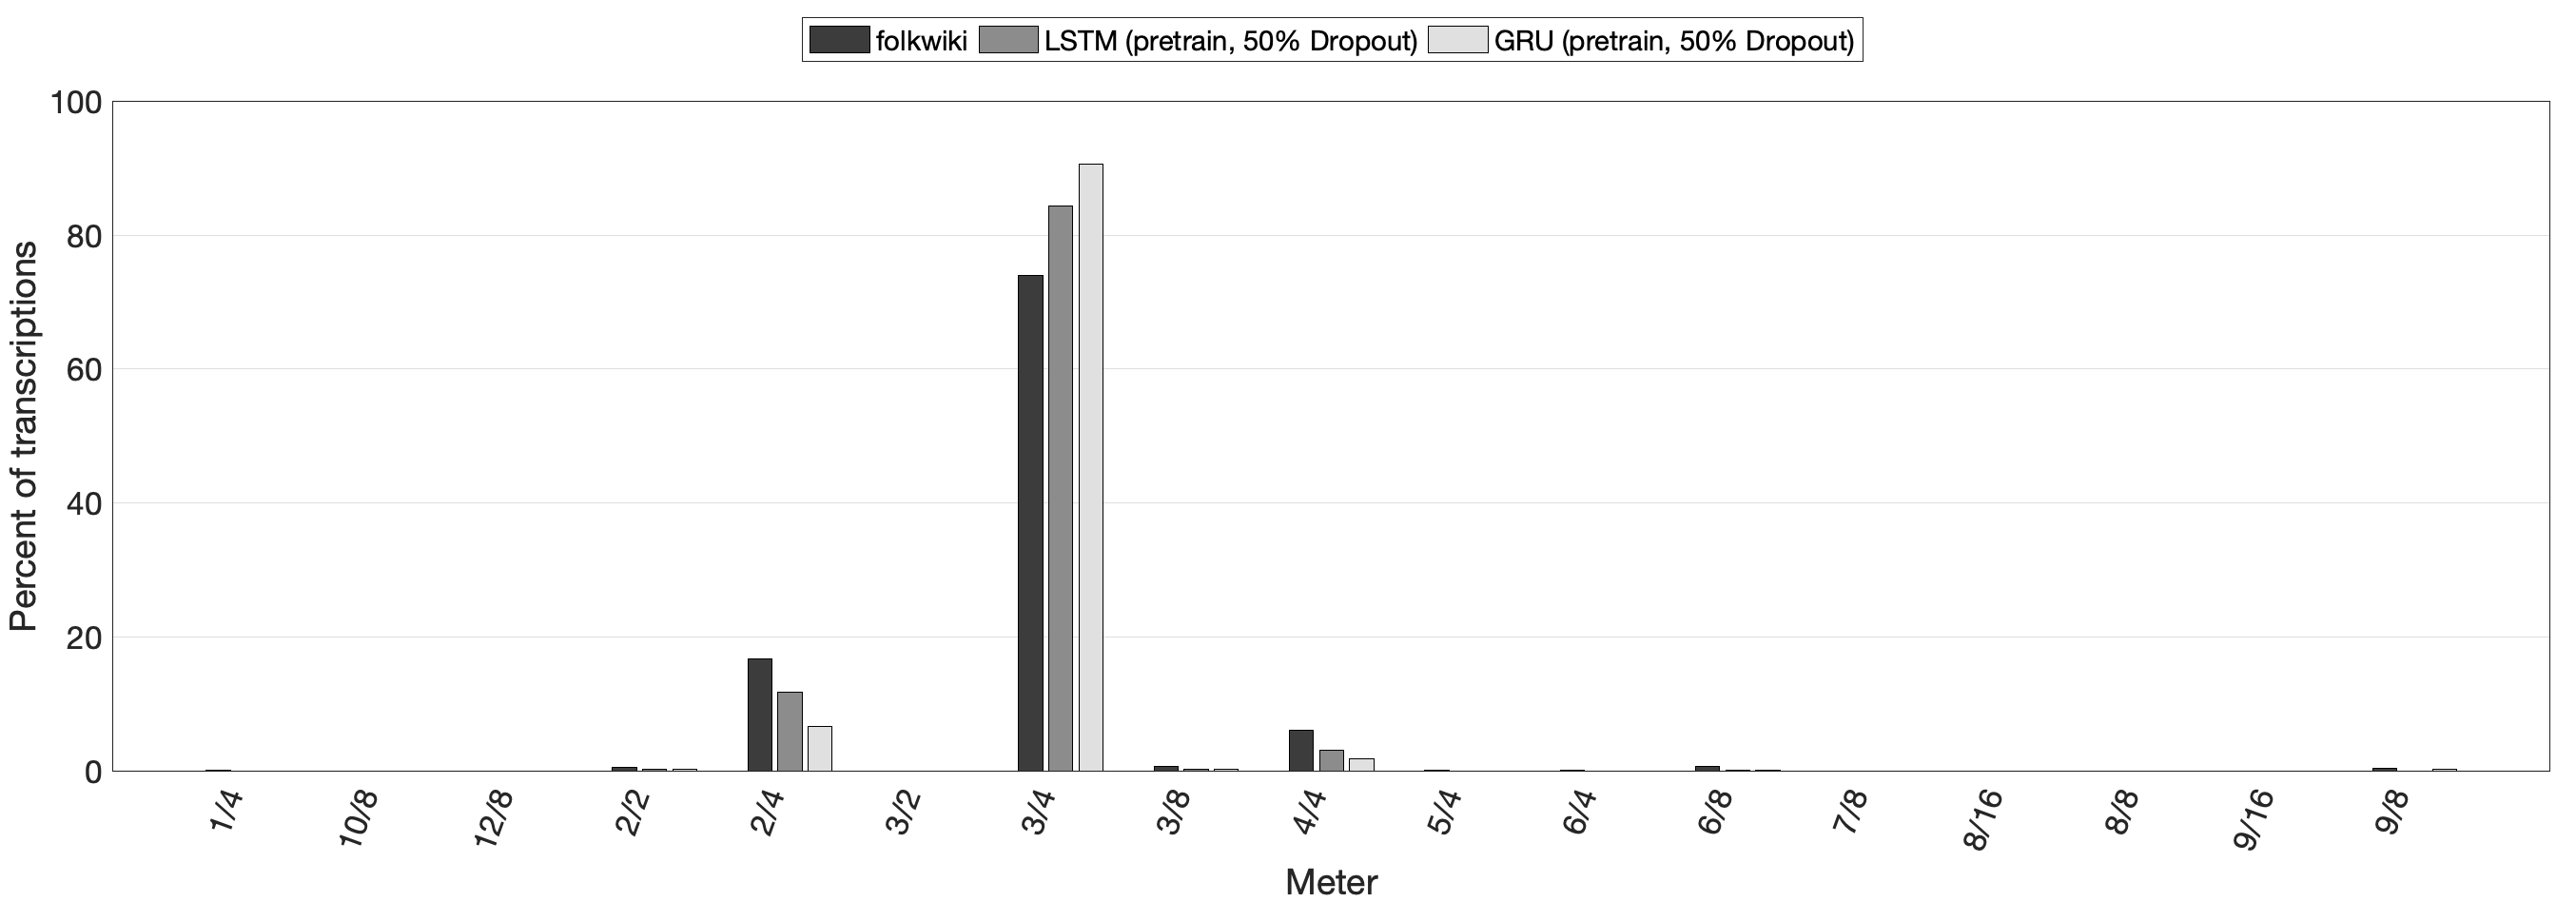 folkwiki LSTM (pretrain, 50% Dropout) GRU (pretrain, 50% Dropout)
Percent of transcriptions
100
80
60
40
20
0
1/4 10/8 12/8 2/2 2/4 3/2 3/4 3/8 4/4 5/4 6/4 6/8 7/8 8/16 8/8 9/16 9/8
Meter